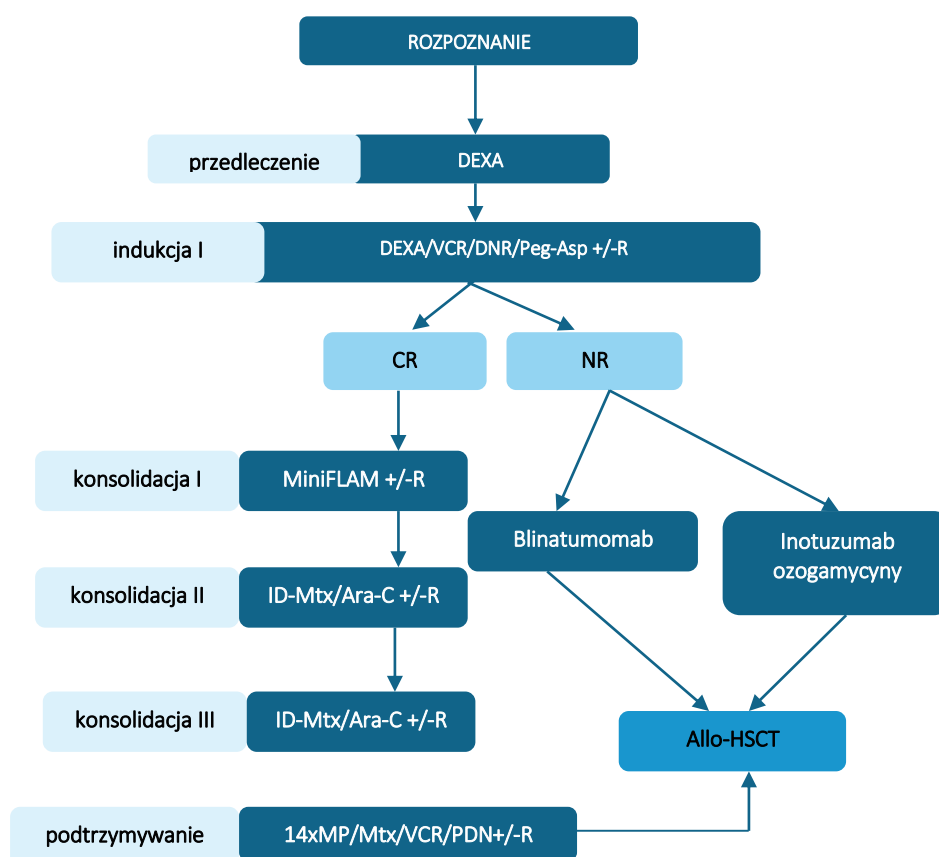 ROZPOZNANIE
przedleczenie
DEXA
indukcja I
DEXA/VCR/DNR/Peg-Asp +/-R
CR
NR
konsolidacja I
MiniFLAM +/-R
Blinatumomab
Inotuzumab
ozogamycyny
konsolidacja II
ID-Mtx/Ara-C +/-R
konsolidacja III
ID-Mtx/Ara-C +/-R
Allo-HSCT
podtrzymywanie
14xMP/Mtx/VCR/PDN+/-R